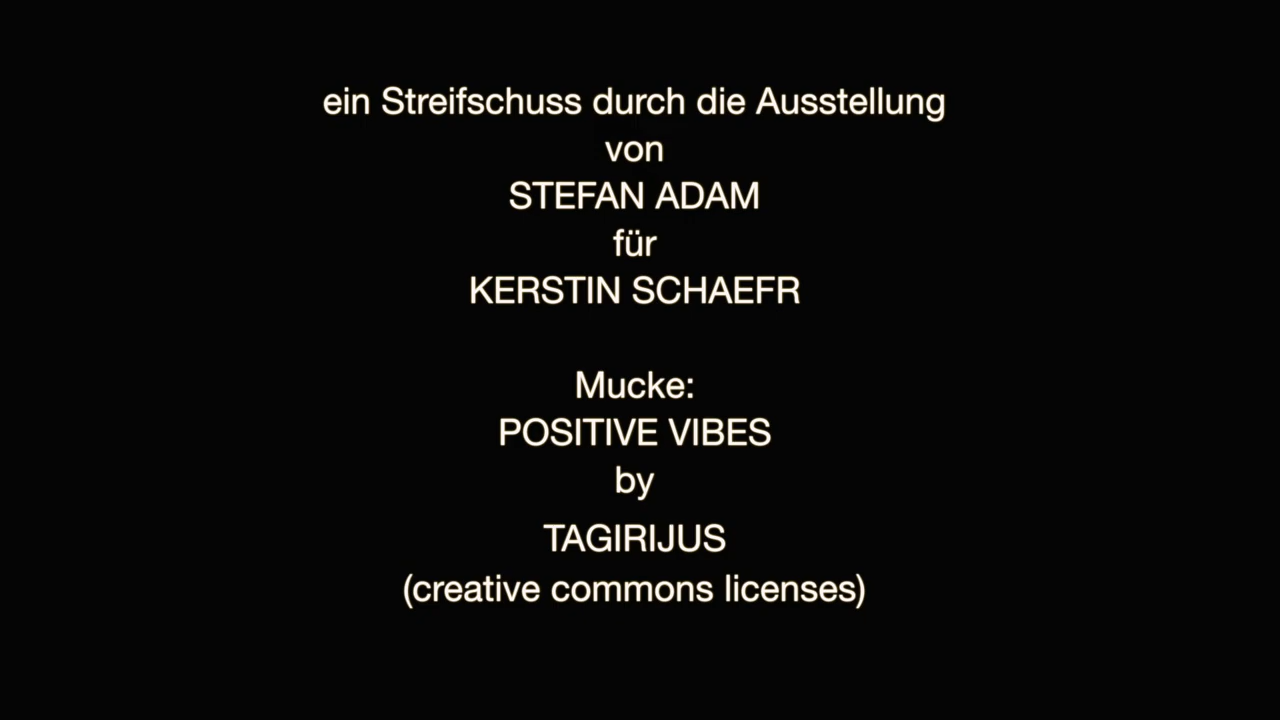 ein Streifschuss durch die Ausstellung
von
STEFAN ADAM
für
KERSTIN SCHAEFR
Mucke:
POSITIVE VIBES
by
TAGIRIJUS
(creative commons licenses)